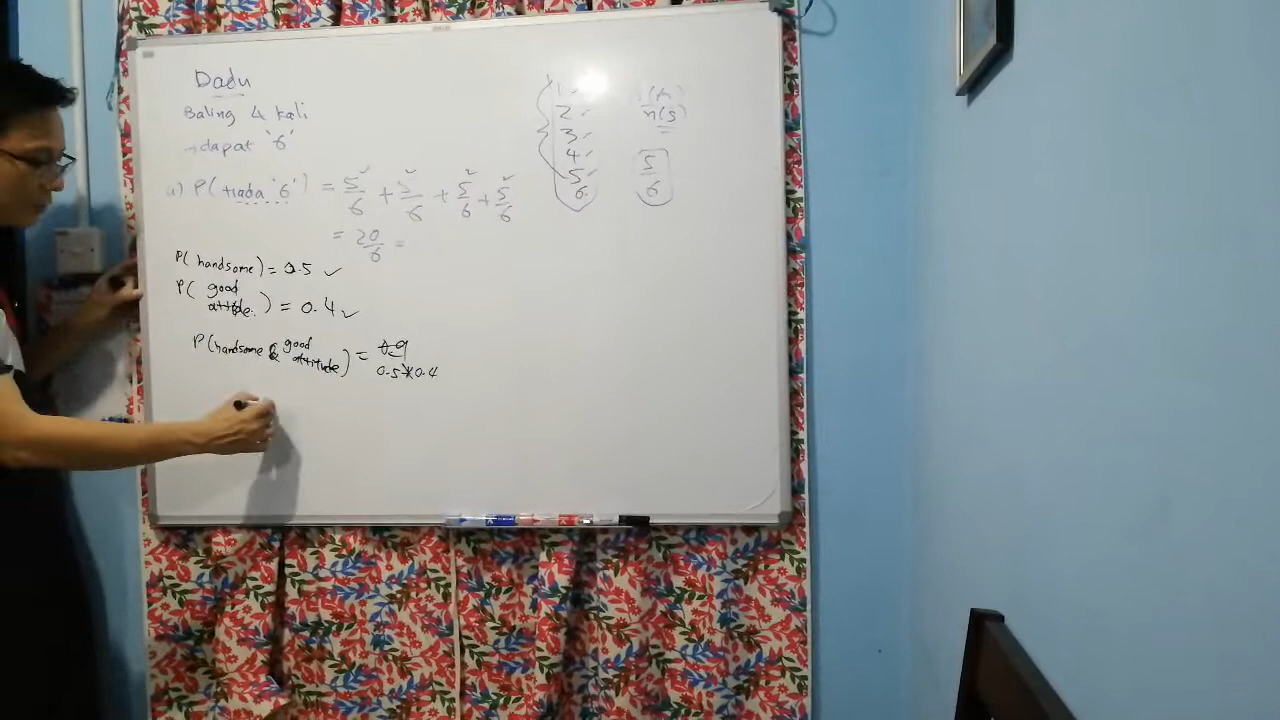 Dadu
Baling 4 kali
→ dapat '6'
a) P(tiada '6') = 5/6 + 5/6 + 5/6 + 5/6
= 20/6 =
P(handsome) = 0.5 ✓
P(good attitude) = 0.4 ✓
P(handsome & good attitude) = 0.9
0.5 × 0.4
1 ✓
2 ✓
3 ✓
4 ✓
5 ✓
6
n(S)
5/6